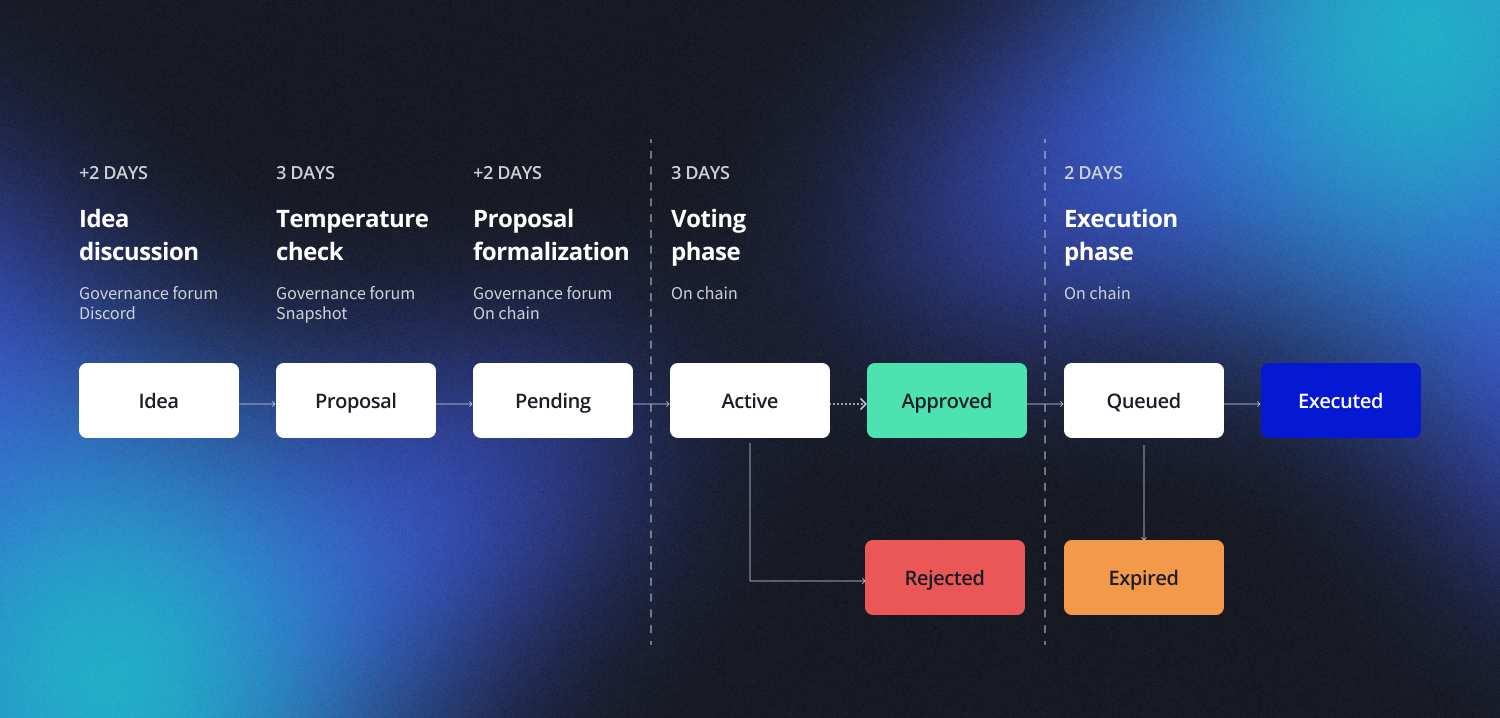 +2 DAYS
Idea
discussion
Governance forum
Discord
3 DAYS
Temperature
check
Governance forum
Snapshot
+2 DAYS
Proposal
formalization
Governance forum
On chain
3 DAYS
Voting
phase
On chain
2 DAYS
Execution
phase
On chain
Idea
Proposal
Pending
Active
Approved
Queued
Executed
Rejected
Expired